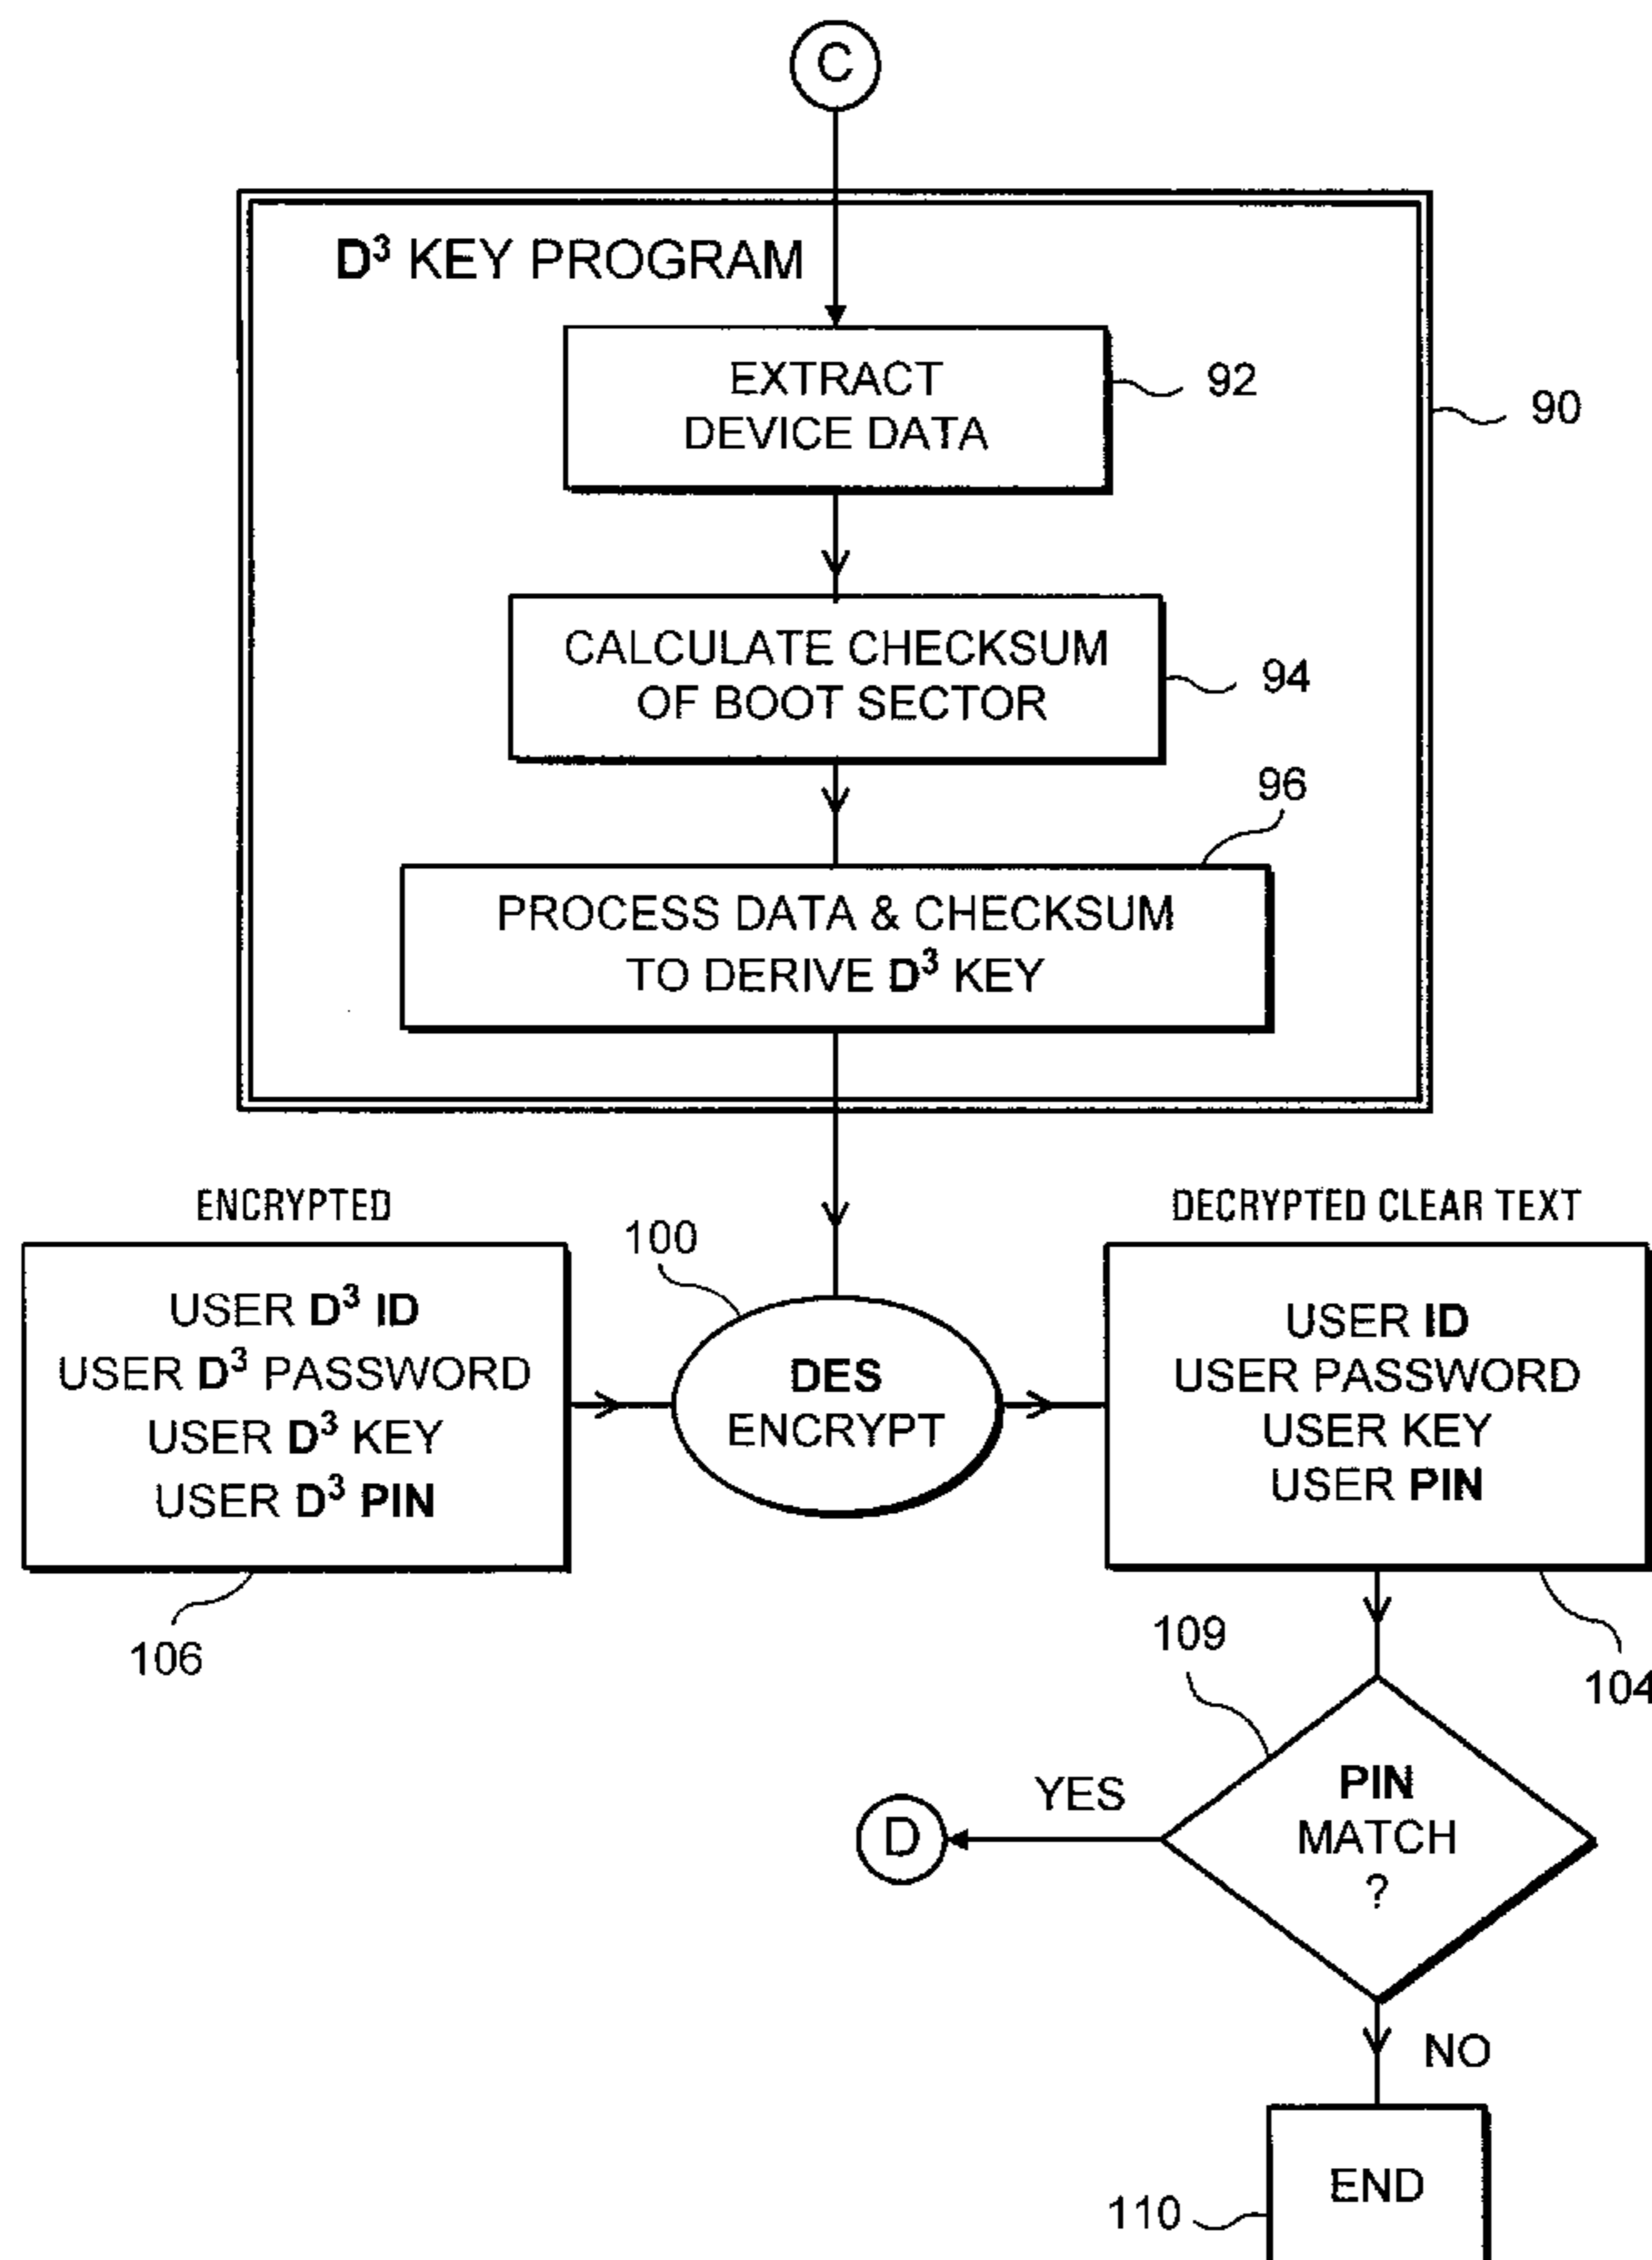 C
D³ KEY PROGRAM
EXTRACT
DEVICE DATA
92
90
CALCULATE CHECKSUM
OF BOOT SECTOR
94
96
PROCESS DATA & CHECKSUM
TO DERIVE D³ KEY
ENCRYPTED
USER D³ ID
USER D³ PASSWORD
USER D³ KEY
USER D³ PIN
106
100
DES
ENCRYPT
DECRYPTED CLEAR TEXT
USER ID
USER PASSWORD
USER KEY
USER PIN
104
109
PIN
MATCH
?
YES
D
NO
END
110